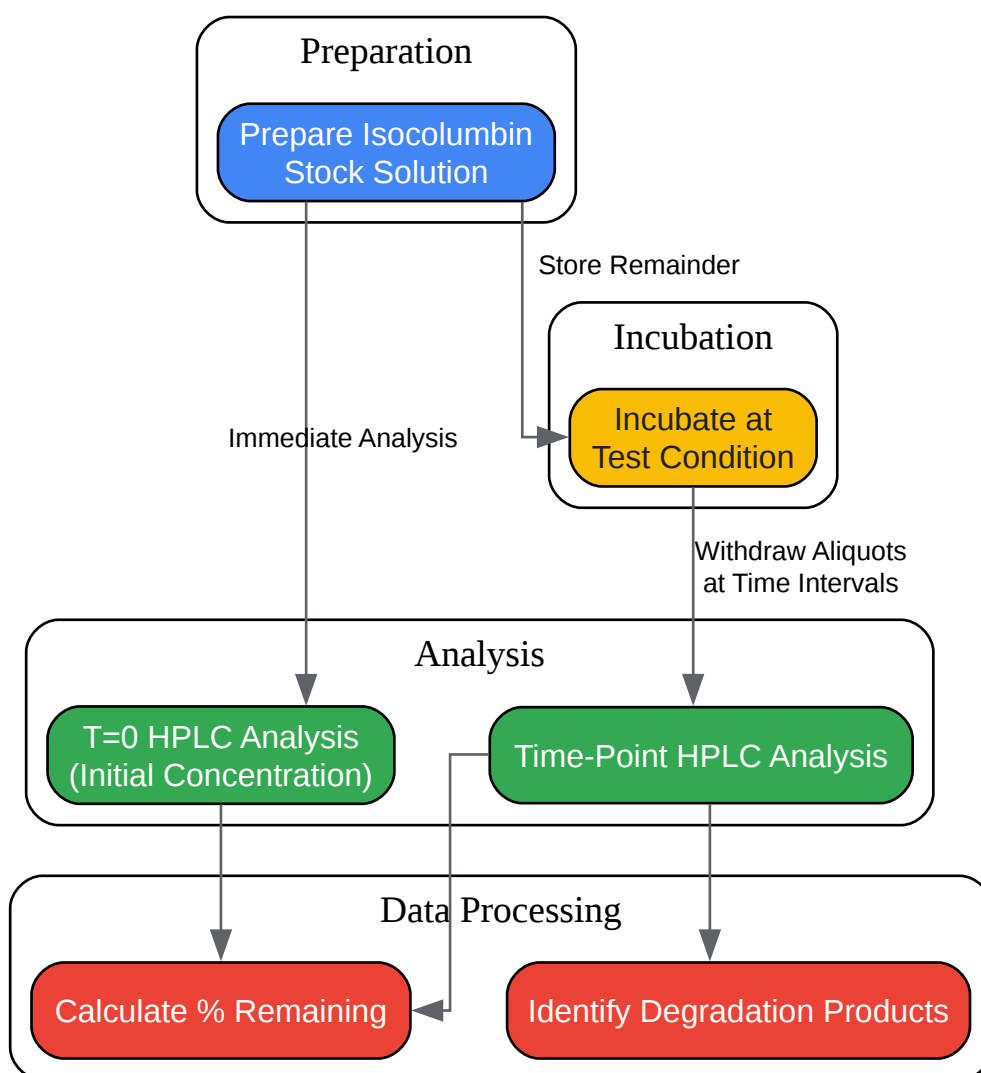 Preparation
Prepare Isocolumbin
Stock Solution
Store Remainder
Incubation
Incubate at
Test Condition
Immediate Analysis
Withdraw Aliquots
at Time Intervals
Analysis
T=0 HPLC Analysis
(Initial Concentration)
Time-Point HPLC Analysis
Data Processing
Calculate % Remaining
Identify Degradation Products